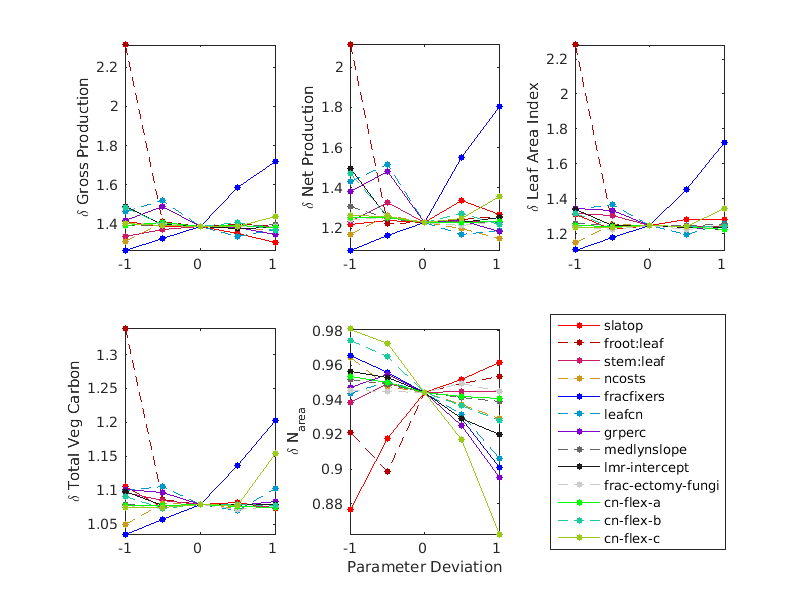 δ Gross Production
2.2
2
1.8
1.6
1.4
-1 0 1
δ Net Production
2
1.8
1.6
1.4
1.2
-1 0 1
δ Leaf Area Index
2.2
2
1.8
1.6
1.4
1.2
-1 0 1
δ Total Veg Carbon
1.3
1.25
1.2
1.15
1.1
1.05
-1 0 1
δ N_area
0.98
0.96
0.94
0.92
0.9
0.88
-1 0 1
Parameter Deviation
slatop
froot:leaf
stem:leaf
ncosts
fracfixers
leafcn
grperc
medlynslope
lmr-intercept
frac-ectomy-fungi
cn-flex-a
cn-flex-b
cn-flex-c